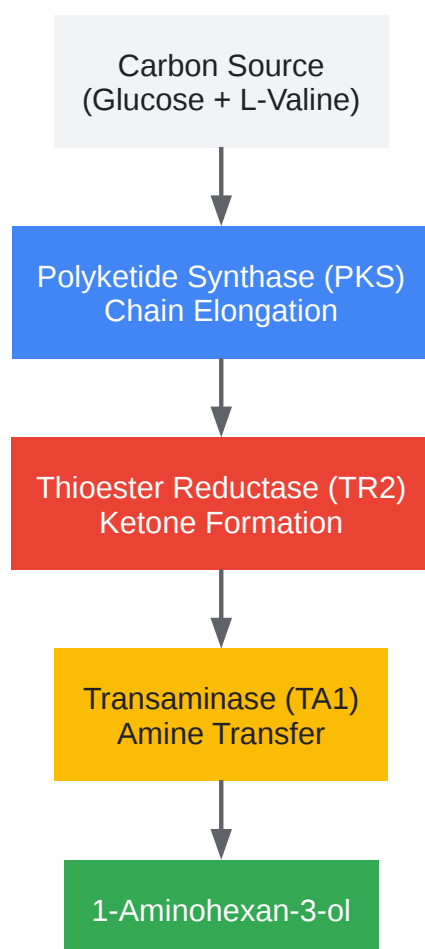 Carbon Source
(Glucose + L-Valine)
Polyketide Synthase (PKS)
Chain Elongation
Thioester Reductase (TR2)
Ketone Formation
Transaminase (TA1)
Amine Transfer
1-Aminohexan-3-ol